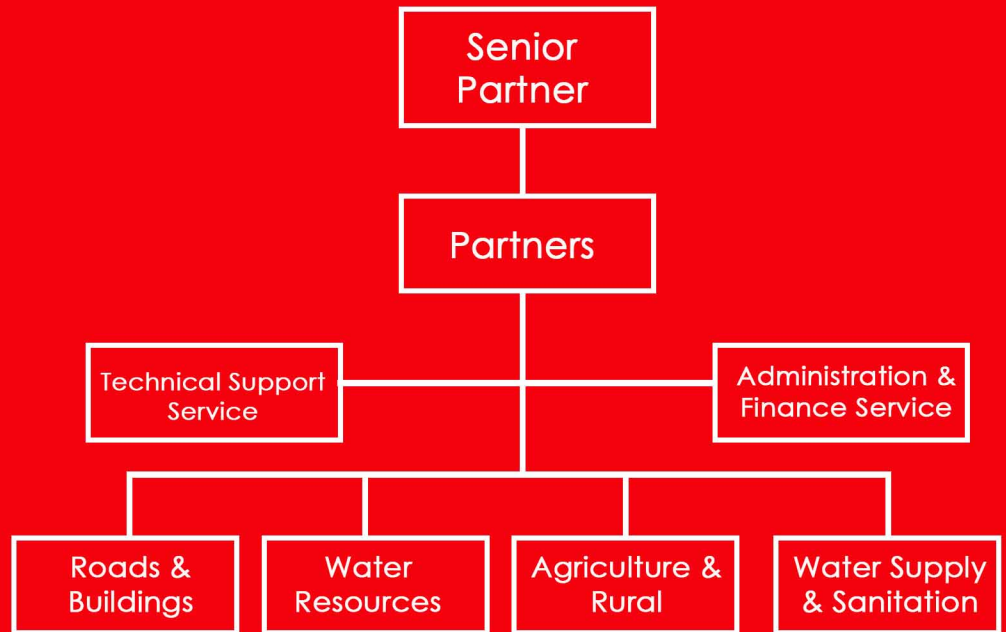 Senior
Partner
Partners
Technical Support
Service
Administration &
Finance Service
Roads &
Buildings
Water
Resources
Agriculture &
Rural
Water Supply
& Sanitation